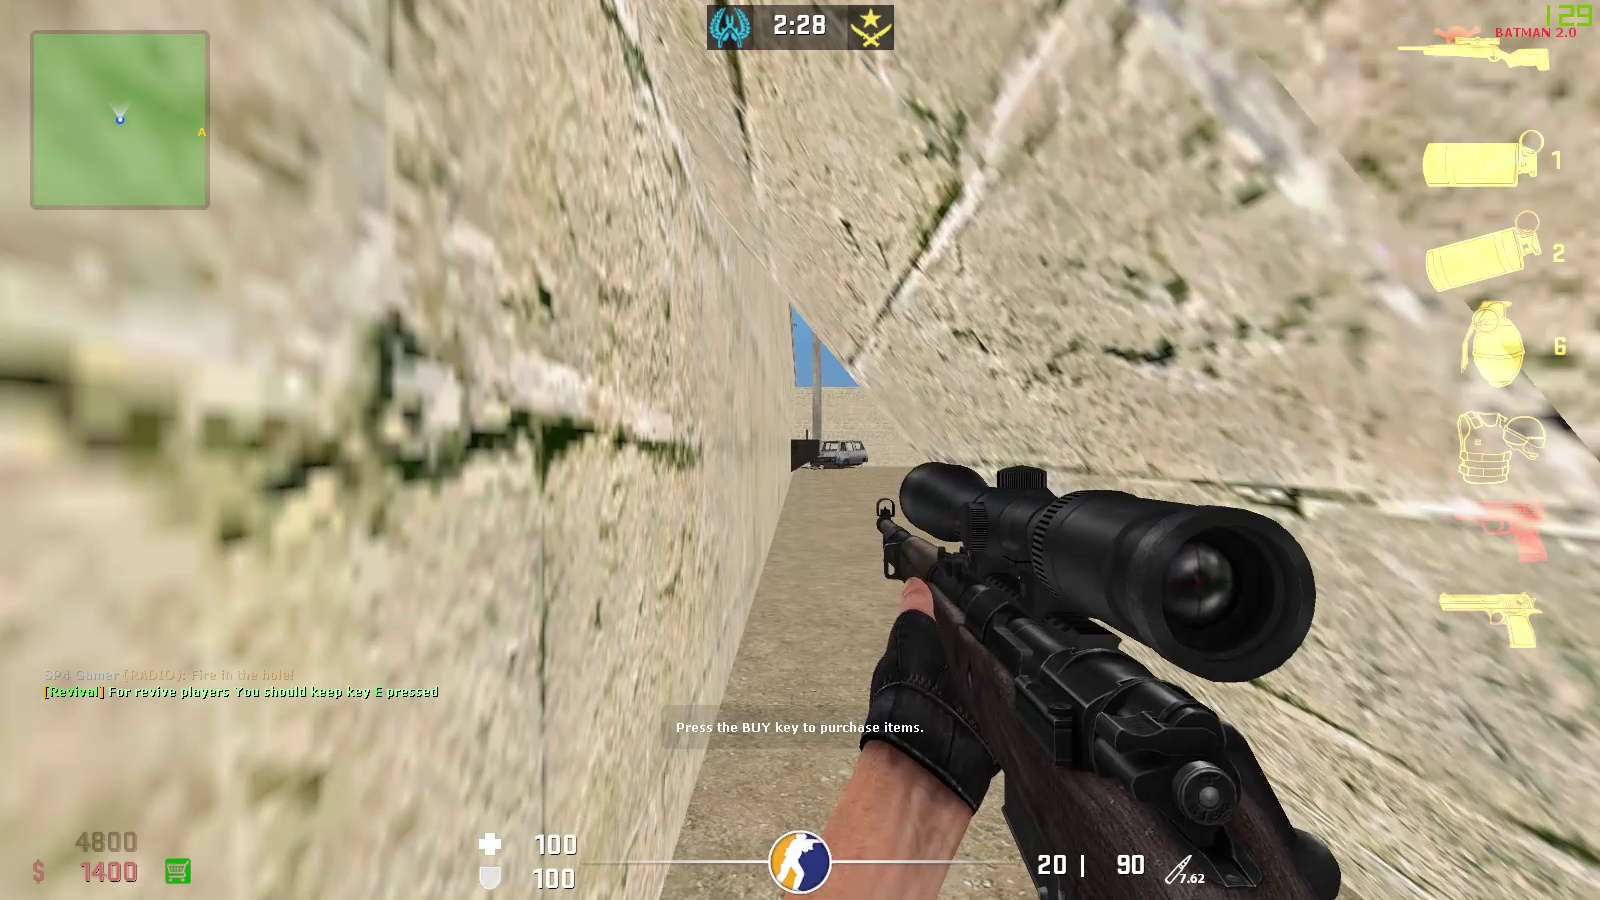 2:28
129
BATMAN 2.0
A
1
2
6
SP4 Gamer (RADIO): Fire in the hole!
[Revival] For revive players You should keep key E pressed
Press the BUY key to purchase items.
4800
$ 1400
100
100
20 | 90
7.62